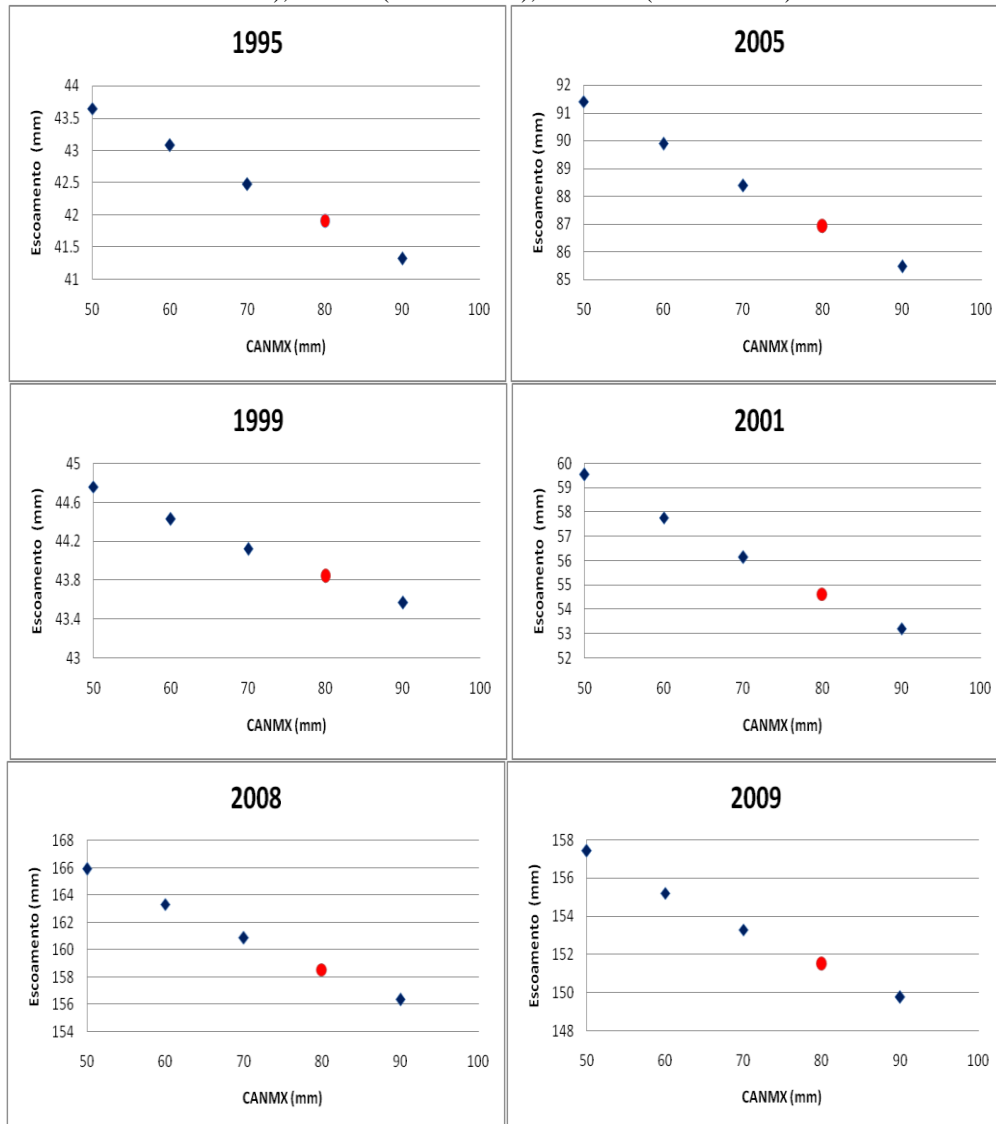 1995
44
43.5
43
42.5
42
41.5
41
50 60 70 80 90 100
Escoamento (mm)
CANMX (mm)
2005
92
91
90
89
88
87
86
85
50 60 70 80 90 100
Escoamento (mm)
CANMX (mm)
1999
45
44.6
44.2
43.8
43.4
43
50 60 70 80 90 100
Escoamento (mm)
CANMX (mm)
2001
60
59
58
57
56
55
54
53
52
50 60 70 80 90 100
Escoamento (mm)
CANMX (mm)
2008
168
166
164
162
160
158
156
154
50 60 70 80 90 100
Escoamento (mm)
CANMX (mm)
2009
158
156
154
152
150
148
50 60 70 80 90 100
Escoamento (mm)
CANMX (mm)